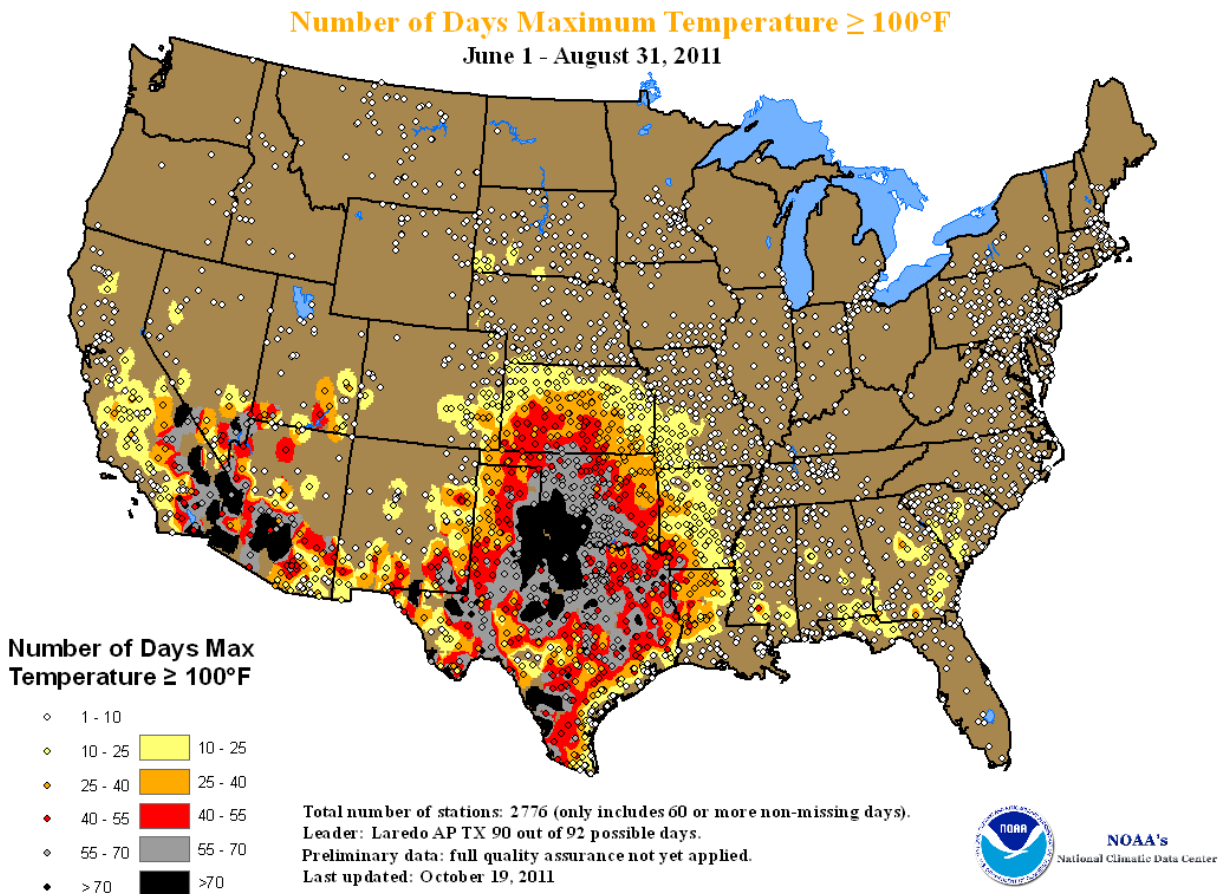 Number of Days Maximum Temperature ≥ 100°F
June 1 - August 31, 2011
Number of Days Max
Temperature ≥ 100°F
1 - 10
10 - 25 10 - 25
25 - 40 25 - 40
40 - 55 40 - 55
55 - 70 55 - 70
>70 >70
Total number of stations: 2776 (only includes 60 or more non-missing days).
Leader: Laredo AP TX 90 out of 92 possible days.
Preliminary data: full quality assurance not yet applied.
Last updated: October 19, 2011
NOAA
NOAA's
National Climatic Data Center